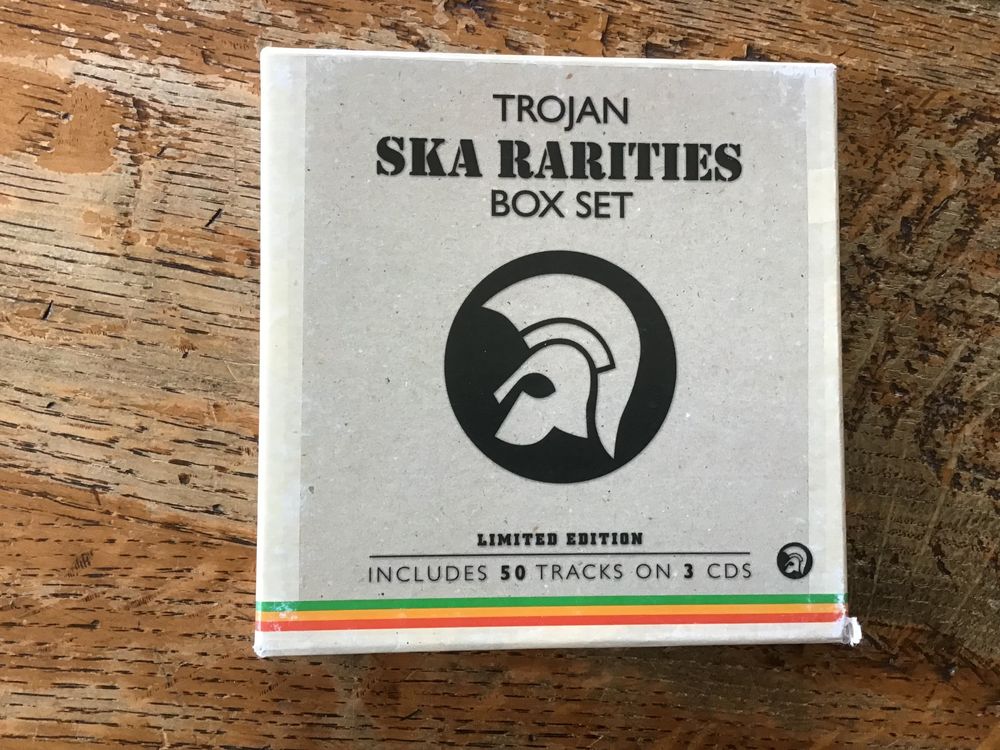 TROJAN
SKA RARITIES
BOX SET
LIMITED EDITION
INCLUDES 50 TRACKS ON 3 CDS